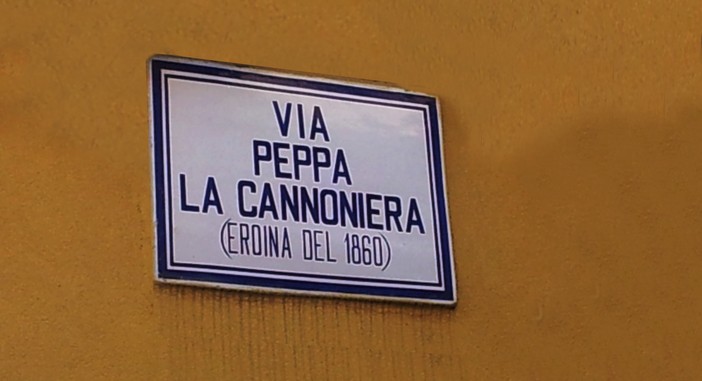 VIA
PEPPA
LA CANNONIERA
(EROINA DEL 1860)